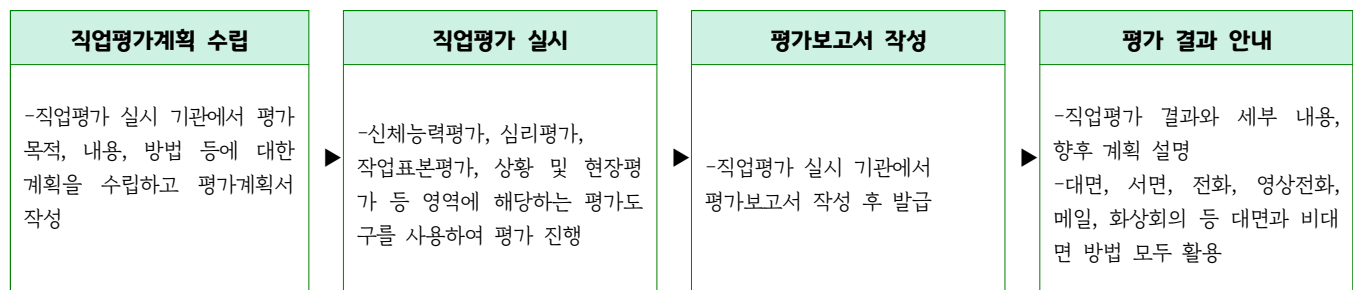 직업평가계획 수립
-직업평가 실시 기관에서 평가
목적, 내용, 방법 등에 대한
계획을 수립하고 평가계획서
작성
▶
직업평가 실시
-신체능력평가, 심리평가,
작업표본평가, 상황 및 현장평
가 등 영역에 해당하는 평가도
구를 사용하여 평가 진행
▶
평가보고서 작성
-직업평가 실시 기관에서
평가보고서 작성 후 발급
▶
평가 결과 안내
-직업평가 결과와 세부 내용,
향후 계획 설명
-대면, 서면, 전화, 영상전화,
메일, 화상회의 등 대면과 비대
면 방법 모두 활용